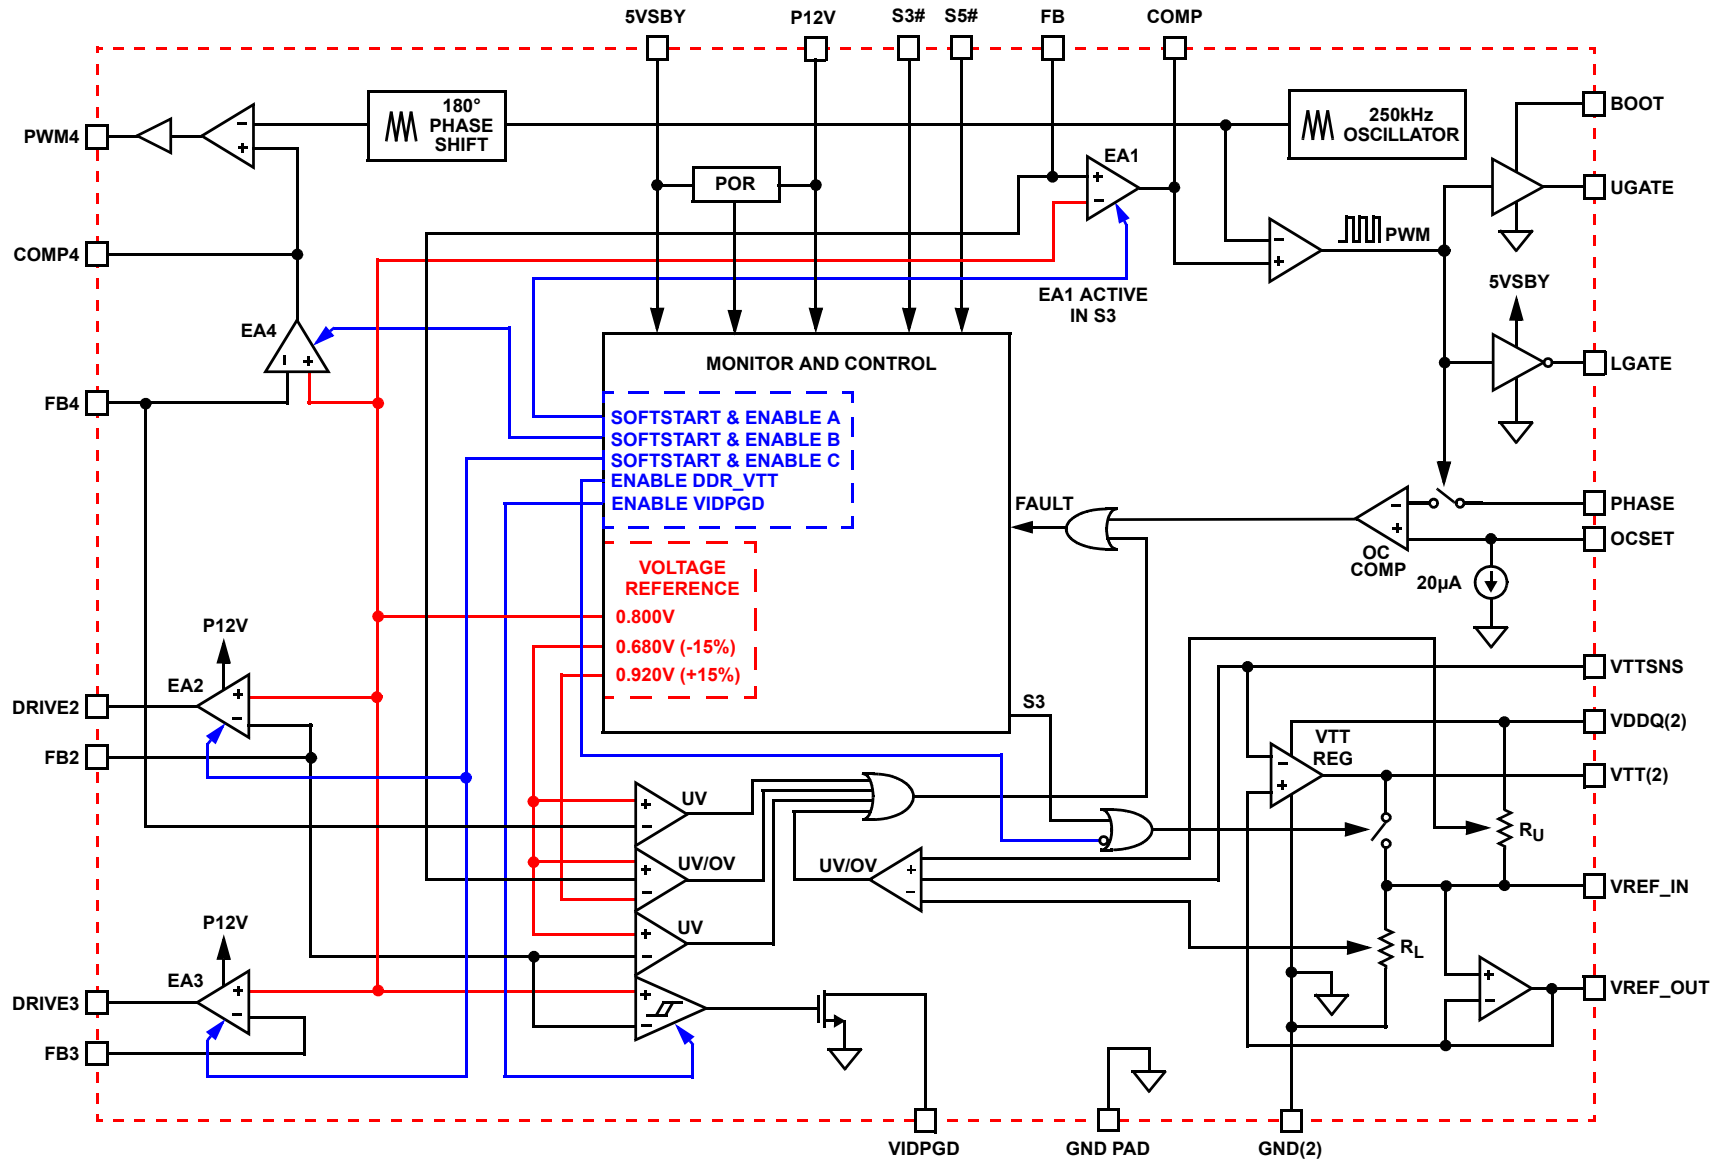 5VSBY
P12V
S3#
S5#
FB
COMP
PWM4
180°
PHASE
SHIFT
250kHz
OSCILLATOR
BOOT
EA1
POR
UGATE
PWM
COMP4
5VSBY
EA1 ACTIVE
IN S3
EA4
MONITOR AND CONTROL
LGATE
FB4
SOFTSTART & ENABLE A
SOFTSTART & ENABLE B
SOFTSTART & ENABLE C
ENABLE DDR_VTT
ENABLE VIDPGD
FAULT
PHASE
OCSET
OC
COMP
20µA
VOLTAGE
REFERENCE
0.800V
0.680V (-15%)
0.920V (+15%)
P12V
EA2
DRIVE2
FB2
S3
VTTSNS
VDDQ(2)
VTT
REG
VTT(2)
UV
UV/OV
UV/OV
UV
RU
VREF_IN
P12V
EA3
DRIVE3
FB3
RL
VREF_OUT
VIDPGD
GND PAD
GND(2)